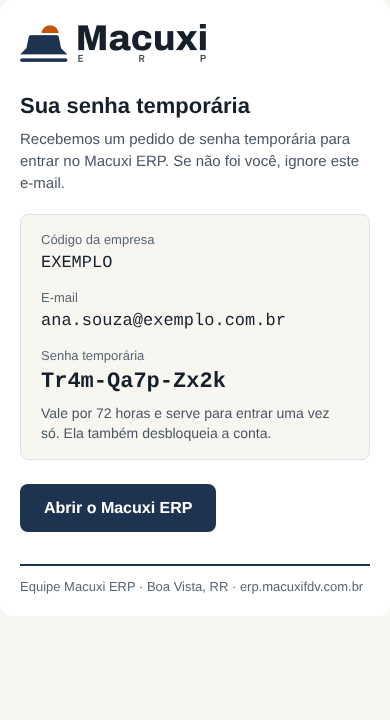 Macuxi
E R P
Sua senha temporária
Recebemos um pedido de senha temporária para
entrar no Macuxi ERP. Se não foi você, ignore este
e-mail.
Código da empresa
EXEMPLO
E-mail
ana.souza@exemplo.com.br
Senha temporária
Tr4m-Qa7p-Zx2k
Vale por 72 horas e serve para entrar uma vez
só. Ela também desbloqueia a conta.
Abrir o Macuxi ERP
Equipe Macuxi ERP · Boa Vista, RR · erp.macuxifdv.com.br